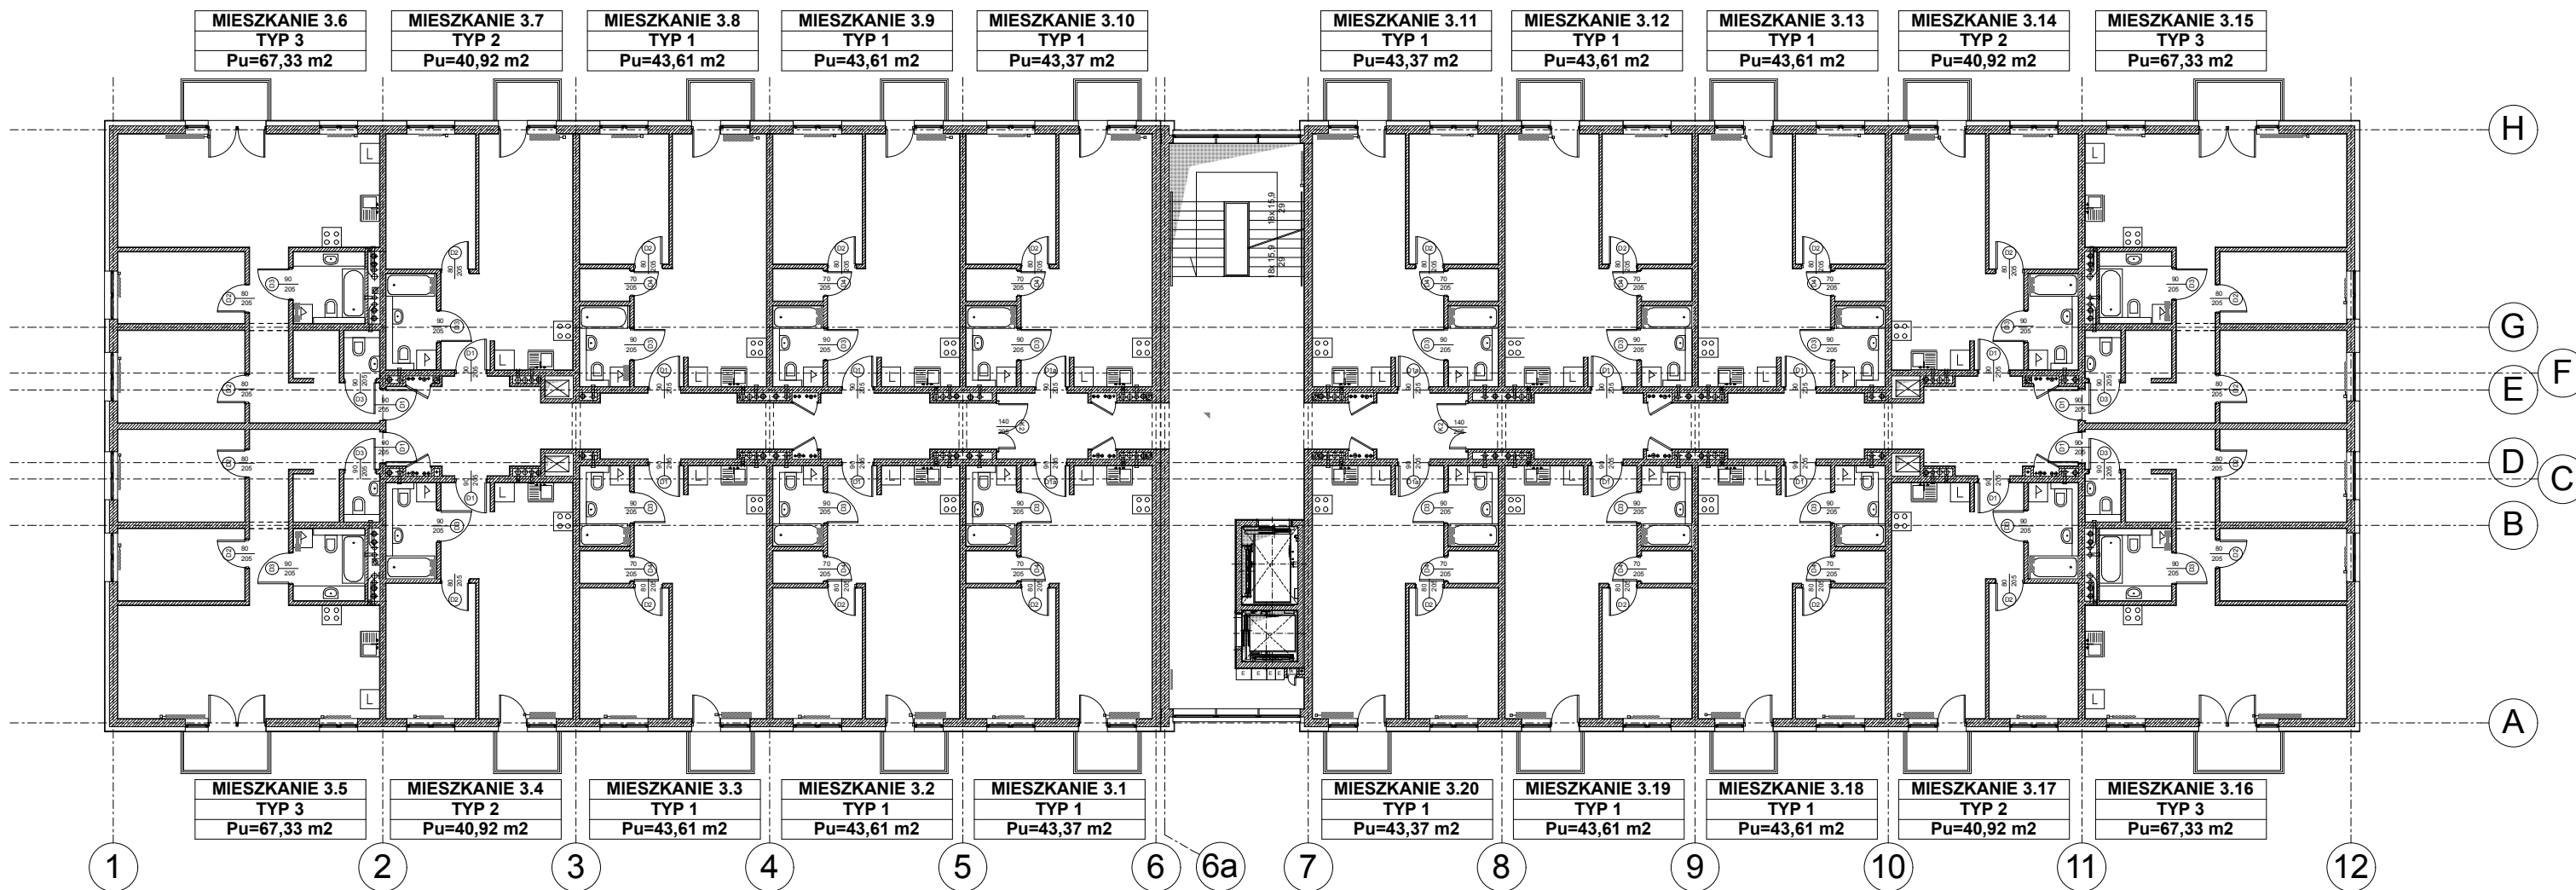 MIESZKANIE 3.6
TYP 3
Pu=67,33 m2
MIESZKANIE 3.7
TYP 2
Pu=40,92 m2
MIESZKANIE 3.8
TYP 1
Pu=43,61 m2
MIESZKANIE 3.9
TYP 1
Pu=43,61 m2
MIESZKANIE 3.10
TYP 1
Pu=43,37 m2
MIESZKANIE 3.11
TYP 1
Pu=43,37 m2
MIESZKANIE 3.12
TYP 1
Pu=43,61 m2
MIESZKANIE 3.13
TYP 1
Pu=43,61 m2
MIESZKANIE 3.14
TYP 2
Pu=40,92 m2
MIESZKANIE 3.15
TYP 3
Pu=67,33 m2
H
G
F
E
D
C
B
A
18x 15,9
29
18x 15,9
29
MIESZKANIE 3.5
TYP 3
Pu=67,33 m2
MIESZKANIE 3.4
TYP 2
Pu=40,92 m2
MIESZKANIE 3.3
TYP 1
Pu=43,61 m2
MIESZKANIE 3.2
TYP 1
Pu=43,61 m2
MIESZKANIE 3.1
TYP 1
Pu=43,37 m2
MIESZKANIE 3.20
TYP 1
Pu=43,37 m2
MIESZKANIE 3.19
TYP 1
Pu=43,61 m2
MIESZKANIE 3.18
TYP 1
Pu=43,61 m2
MIESZKANIE 3.17
TYP 2
Pu=40,92 m2
MIESZKANIE 3.16
TYP 3
Pu=67,33 m2
1
2
3
4
5
6
6a
7
8
9
10
11
12